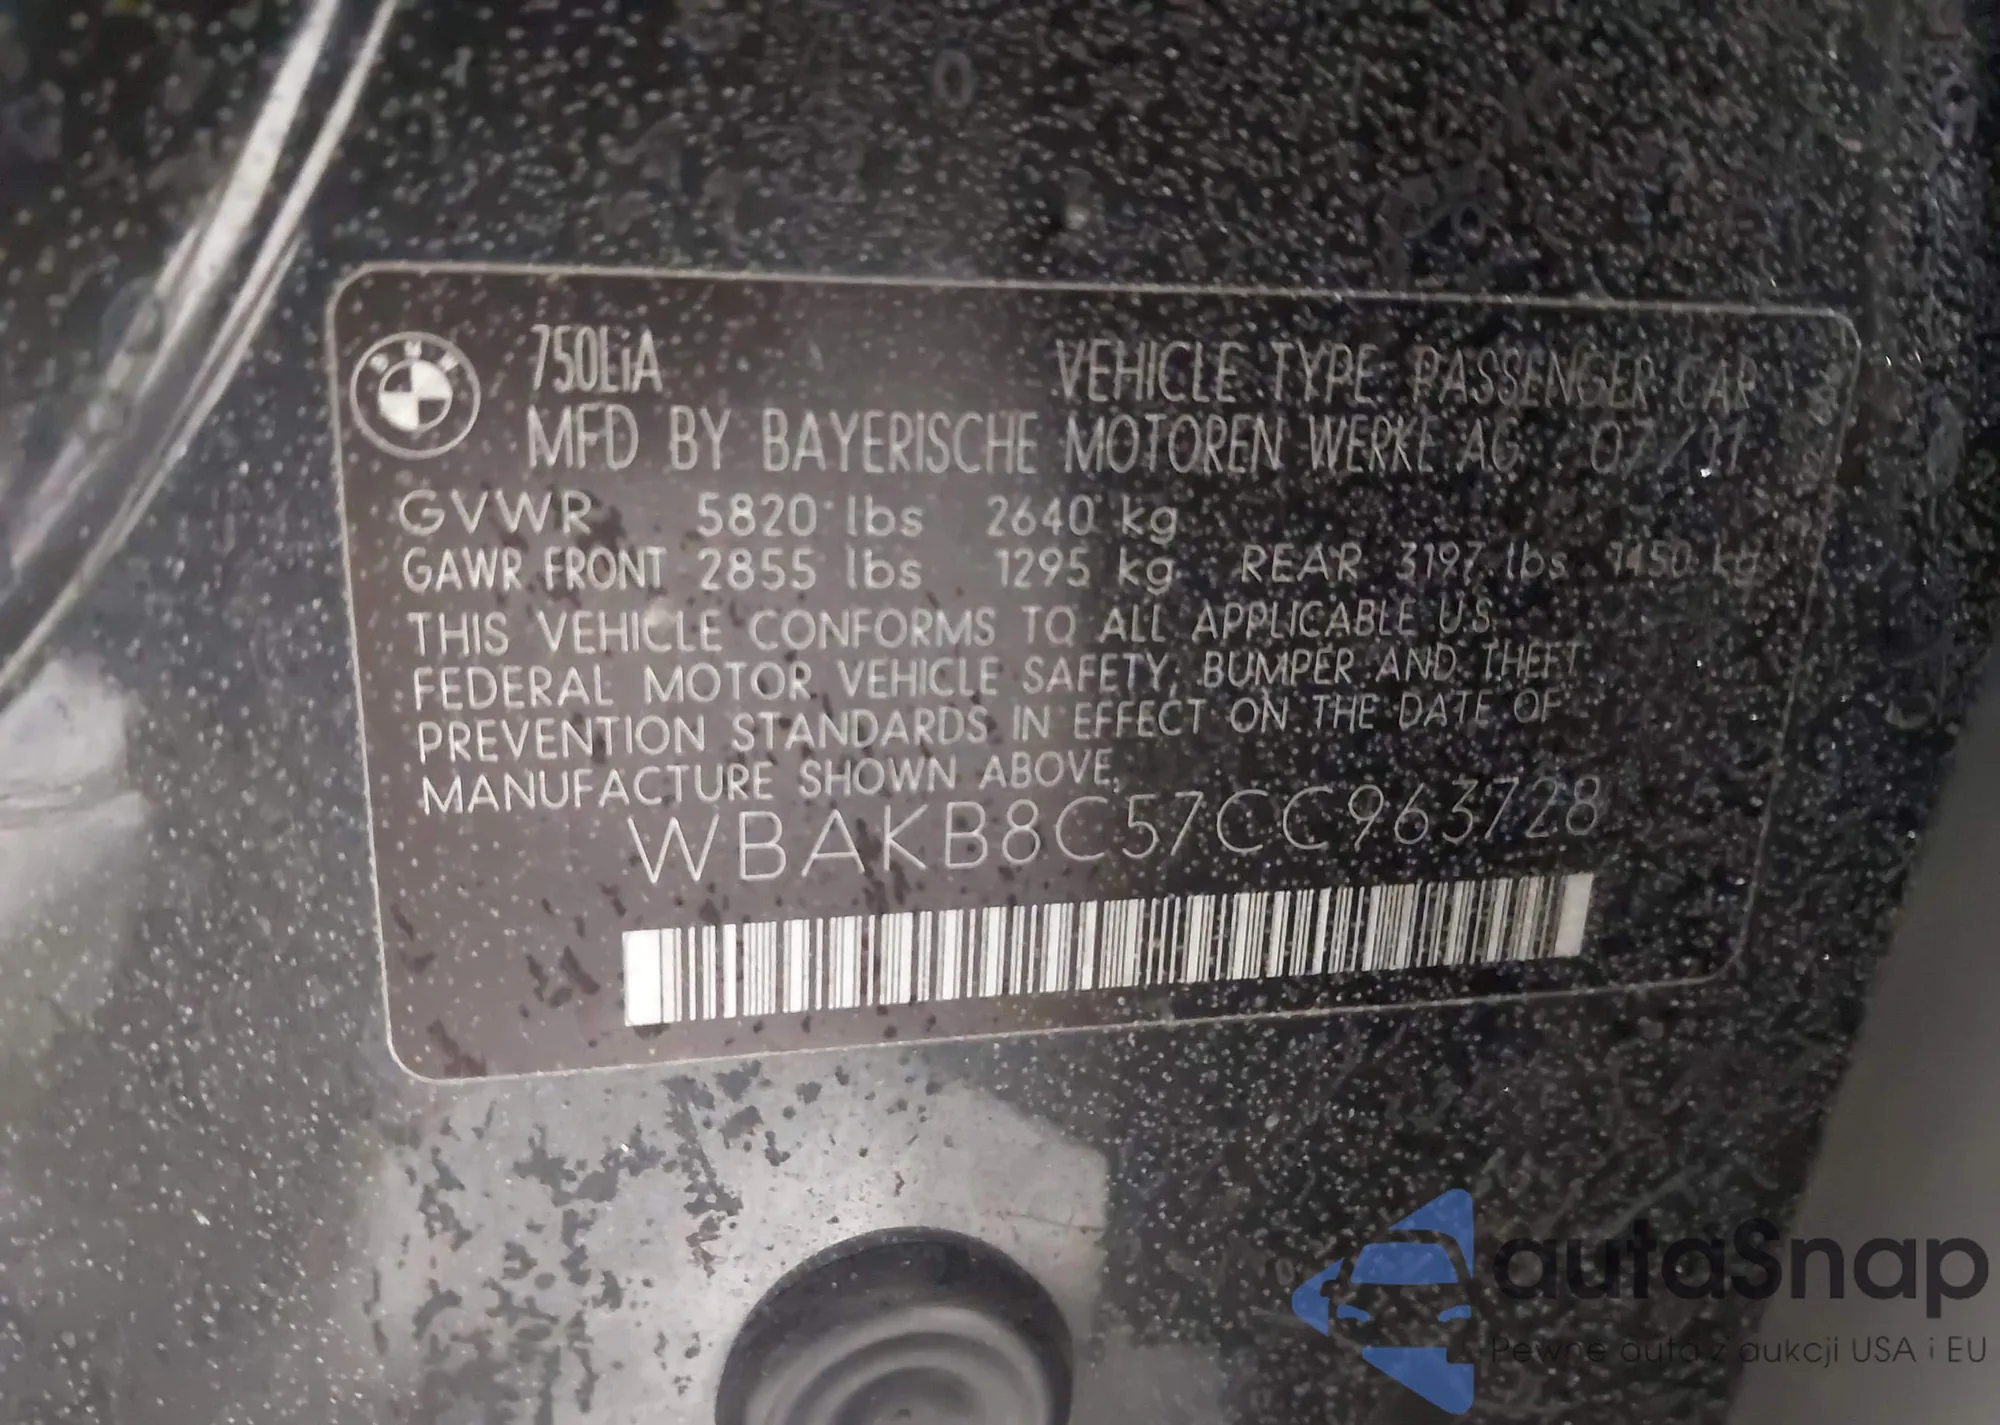 BMW
750LiA VEHICLE TYPE PASSENGER CAR
MFD BY BAYERISCHE MOTOREN WERKE AG 07/11
GVWR 5820 lbs 2640 kg
GAWR FRONT 2855 lbs 1295 kg REAR 3197 lbs 1450 kg
THIS VEHICLE CONFORMS TO ALL APPLICABLE U.S.
FEDERAL MOTOR VEHICLE SAFETY, BUMPER AND THEFT
PREVENTION STANDARDS IN EFFECT ON THE DATE OF
MANUFACTURE SHOWN ABOVE.
WBAKB8C57CC963728
autaSnap
Pewne auta z aukcji USA i EU